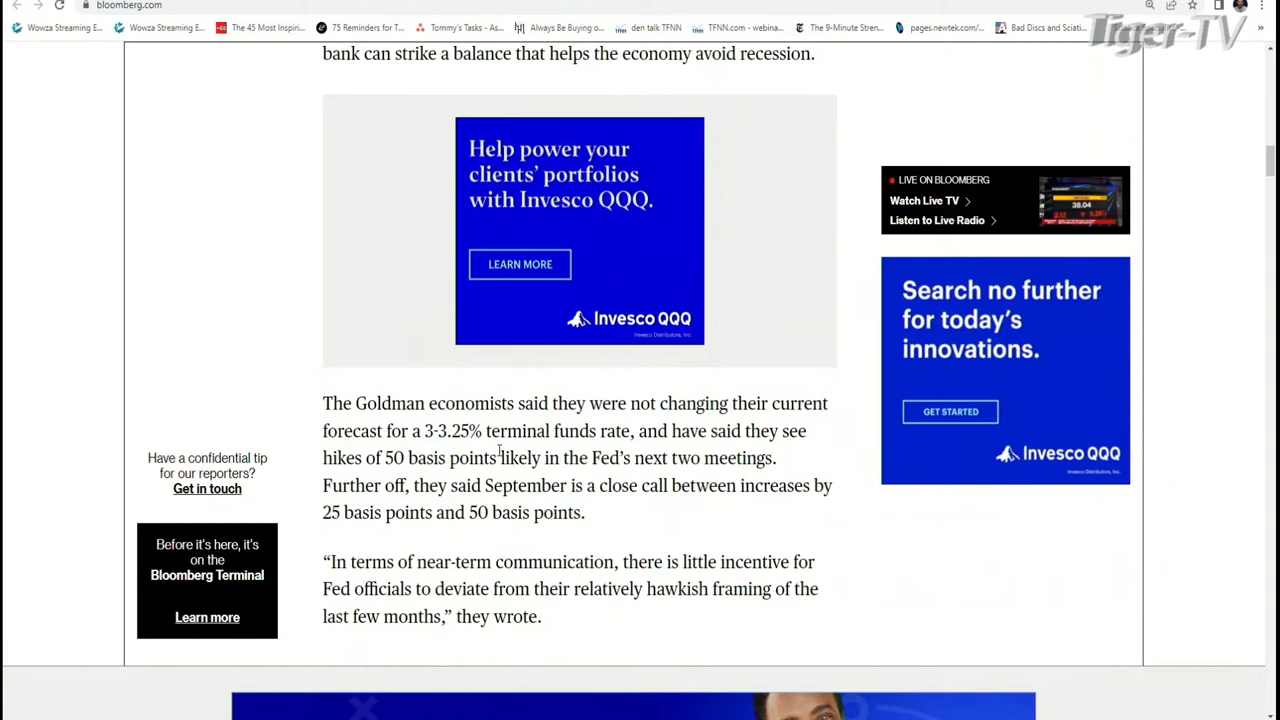 bloomberg.com
Wowza Streaming E...
Wowza Streaming E...
The 45 Most Inspiri...
75 Reminders for T...
Tommy's Tasks - As...
Always Be Buying o...
den talk TFNN
TFNN.com - webina...
The 9-Minute Stren...
pages.newtek.com/...
Bad Discs and Sciati...
Tiger-TV
bank can strike a balance that helps the economy avoid recession.
Help power your
clients' portfolios
with Invesco QQQ.
LEARN MORE
Invesco QQQ
Invesco Distributors, Inc.
LIVE ON BLOOMBERG
Watch Live TV >
Listen to Live Radio >
38.04
Search no further
for today's
innovations.
GET STARTED
Invesco QQQ
Invesco Distributors, Inc.
The Goldman economists said they were not changing their current
forecast for a 3-3.25% terminal funds rate, and have said they see
hikes of 50 basis points likely in the Fed's next two meetings.
Further off, they said September is a close call between increases by
25 basis points and 50 basis points.
Have a confidential tip
for our reporters?
Get in touch
Before it's here, it's
on the
Bloomberg Terminal
Learn more
“In terms of near-term communication, there is little incentive for
Fed officials to deviate from their relatively hawkish framing of the
last few months,” they wrote.